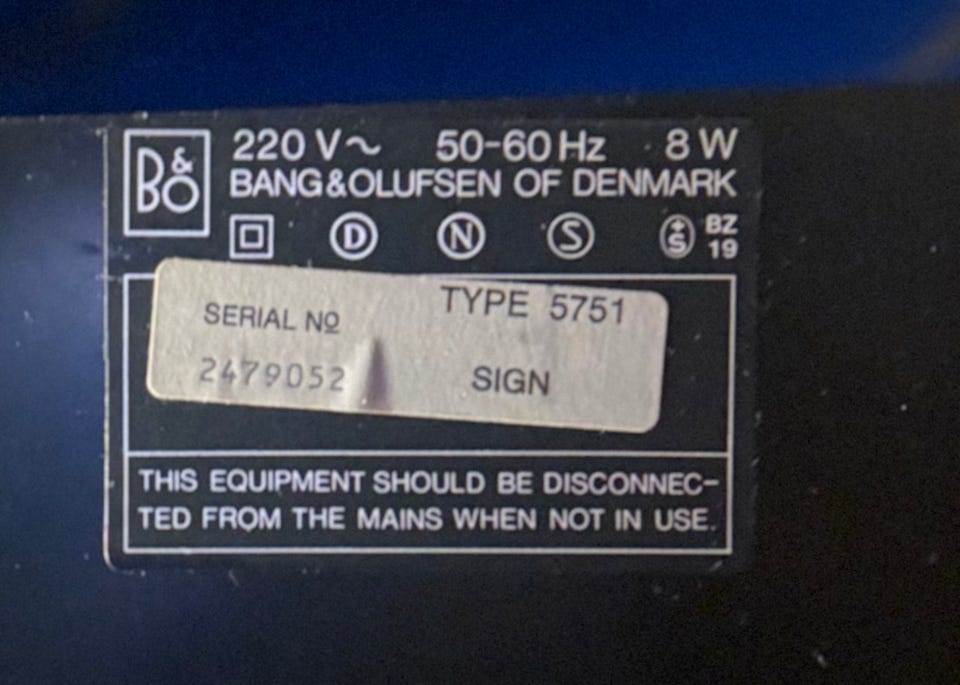 B&O
220 V~ 50-60 Hz 8 W
BANG&OLUFSEN OF DENMARK
D N S +S BZ 19
TYPE 5751
SERIAL Nº
2479052 SIGN
THIS EQUIPMENT SHOULD BE DISCONNEC-
TED FROM THE MAINS WHEN NOT IN USE.